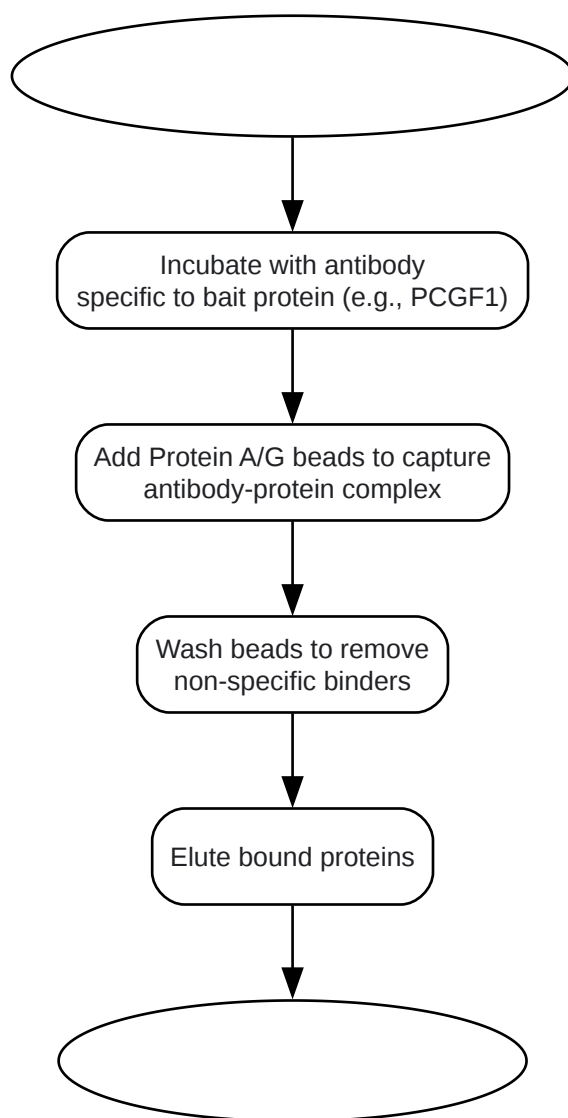 Incubate with antibody
specific to bait protein (e.g., PCGF1)
Add Protein A/G beads to capture
antibody-protein complex
Wash beads to remove
non-specific binders
Elute bound proteins